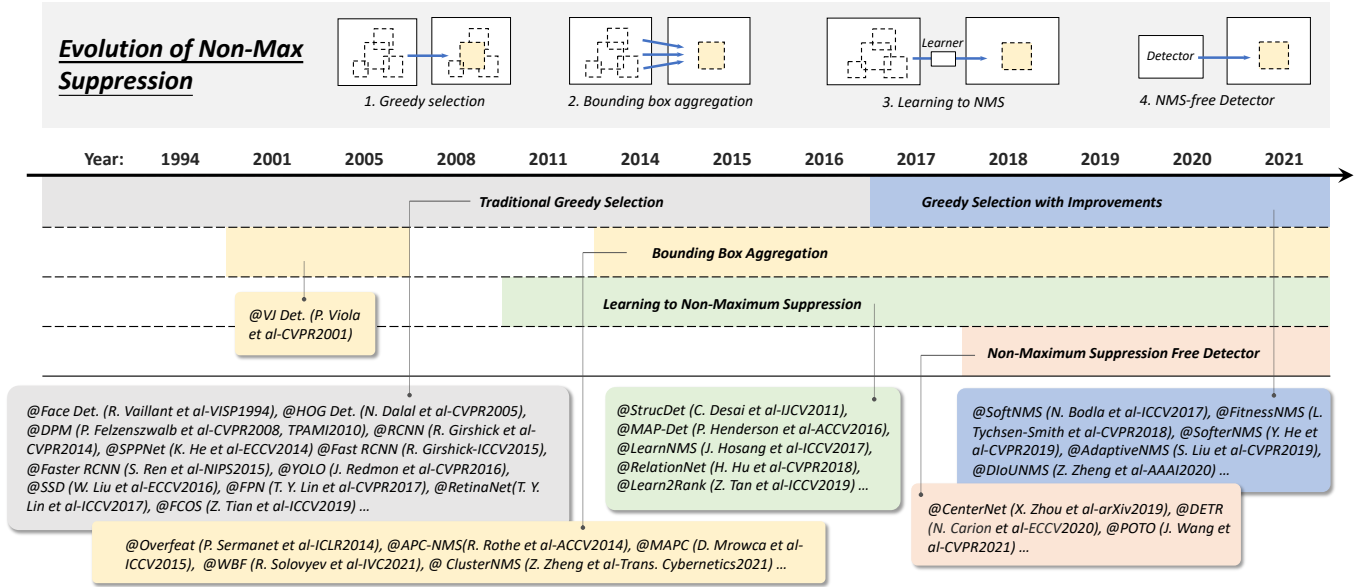 Evolution of Non-Max
Suppression
Learner
Detector
1. Greedy selection
2. Bounding box aggregation
3. Learning to NMS
4. NMS-free Detector
Year: 1994 2001 2005 2008 2011 2014 2015 2016 2017 2018 2019 2020 2021
Traditional Greedy Selection
Greedy Selection with Improvements
Bounding Box Aggregation
Learning to Non-Maximum Suppression
@VJ Det. (P. Viola
et al-CVPR2001)
Non-Maximum Suppression Free Detector
@Face Det. (R. Vaillant et al-VISP1994), @HOG Det. (N. Dalal et al-CVPR2005),
@DPM (P. Felzenszwalb et al-CVPR2008, TPAMI2010), @RCNN (R. Girshick et al-
CVPR2014), @SPPNet (K. He et al-ECCV2014) @Fast RCNN (R. Girshick-ICCV2015),
@Faster RCNN (S. Ren et al-NIPS2015), @YOLO (J. Redmon et al-CVPR2016),
@SSD (W. Liu et al-ECCV2016), @FPN (T. Y. Lin et al-CVPR2017), @RetinaNet(T. Y.
Lin et al-ICCV2017), @FCOS (Z. Tian et al-ICCV2019) …
@StrucDet (C. Desai et al-IJCV2011),
@MAP-Det (P. Henderson et al-ACCV2016),
@LearnNMS (J. Hosang et al-ICCV2017),
@RelationNet (H. Hu et al-CVPR2018),
@Learn2Rank (Z. Tan et al-ICCV2019) …
@SoftNMS (N. Bodla et al-ICCV2017), @FitnessNMS (L.
Tychsen-Smith et al-CVPR2018), @SofterNMS (Y. He et
al-CVPR2019), @AdaptiveNMS (S. Liu et al-CVPR2019),
@DIoUNMS (Z. Zheng et al-AAAI2020) …
@CenterNet (X. Zhou et al-arXiv2019), @DETR
(N. Carion et al-ECCV2020), @POTO (J. Wang et
al-CVPR2021) …
@Overfeat (P. Sermanet et al-ICLR2014), @APC-NMS(R. Rothe et al-ACCV2014), @MAPC (D. Mrowca et al-
ICCV2015), @WBF (R. Solovyev et al-IVC2021), @ ClusterNMS (Z. Zheng et al-Trans. Cybernetics2021) …